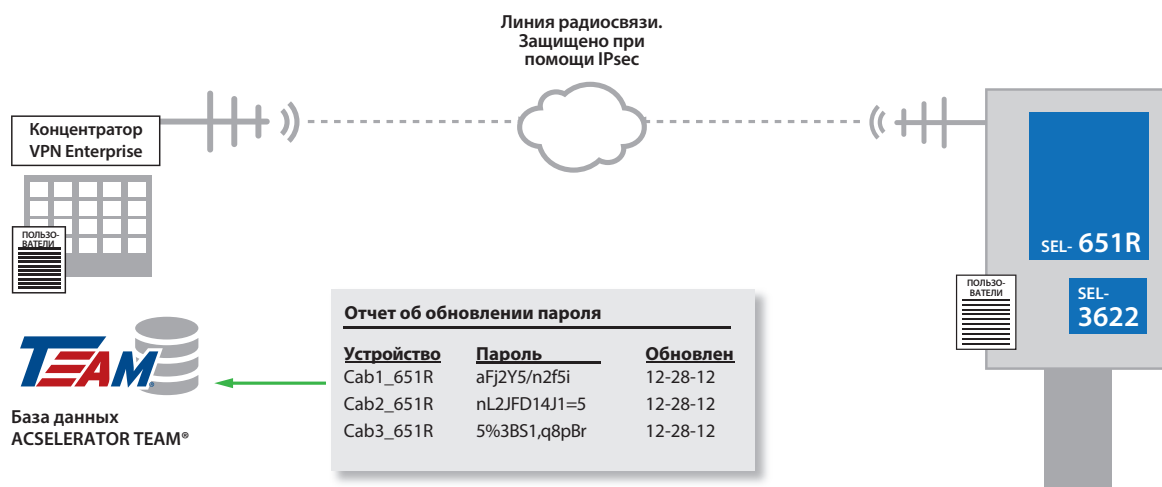 Линия радиосвязи.
Защищено при
помощи IPsec
Концентратор
VPN Enterprise
ПОЛЬЗО-
ВАТЕЛИ
SEL- 651R
ПОЛЬЗО-
ВАТЕЛИ
SEL-
3622
Отчет об обновлении пароля
Устройство Пароль Обновлен
Cab1_651R aFj2Y5/n2f5i 12-28-12
Cab2_651R nL2JFD14J1=5 12-28-12
Cab3_651R 5%3BS1,q8pBr 12-28-12
TEAM®
База данных
ACSELERATOR TEAM®